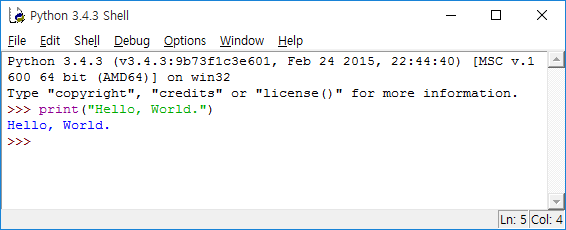 Python 3.4.3 Shell
File Edit Shell Debug Options Window Help
Python 3.4.3 (v3.4.3:9b73f1c3e601, Feb 24 2015, 22:44:40) [MSC v.1
600 64 bit (AMD64)] on win32
Type "copyright", "credits" or "license()" for more information.
>>> print("Hello, World.")
Hello, World.
>>>
Ln: 5 Col: 4